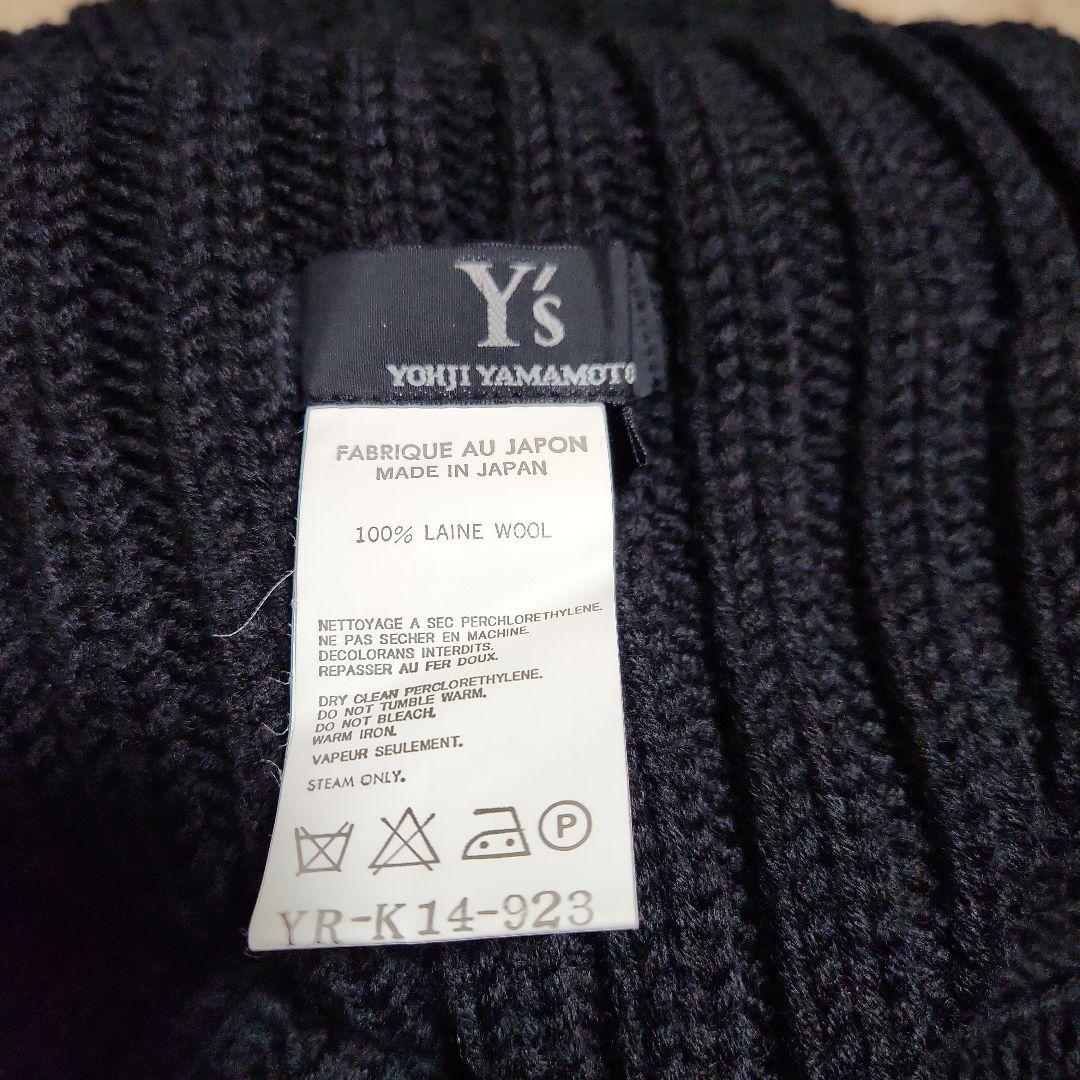 Y's
YOHJI YAMAMOTO
FABRIQUE AU JAPON
MADE IN JAPAN
100% LAINE WOOL
NETTOYAGE A SEC PERCHLORETHYLENE.
NE PAS SECHER EN MACHINE.
DECOLORANS INTERDITS.
REPASSER AU FER DOUX.
DRY CLEAN PERCLORETHYLENE.
DO NOT TUMBLE WARM.
DO NOT BLEACH.
WARM IRON.
VAPEUR SEULEMENT.
STEAM ONLY.
P
YR-K14-923